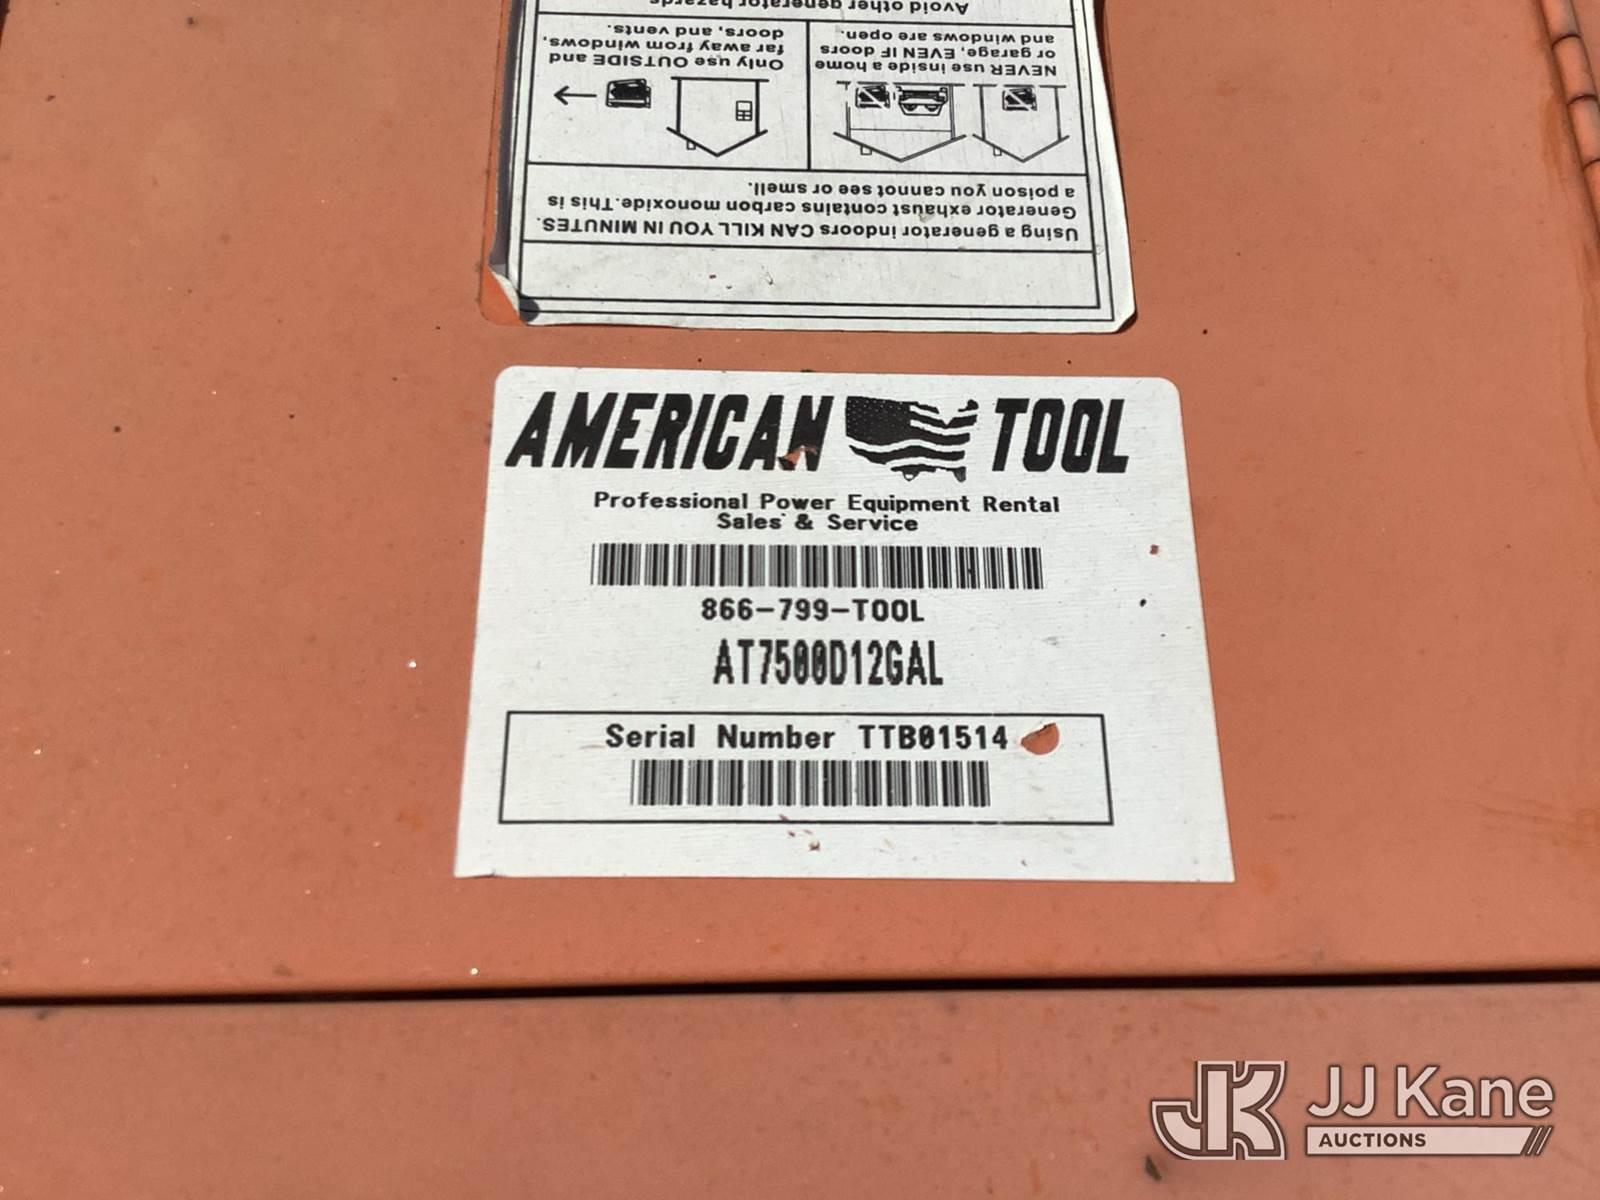 Using a generator indoors CAN KILL YOU IN MINUTES.
Generator exhaust contains carbon monoxide.This is
a poison you cannot see or smell.
NEVER use inside a home
or garage, EVEN IF doors
and windows are open.
Only use OUTSIDE and
far away from windows,
doors, and vents.
Avoid other generator hazards
AMERICAN TOOL
Professional Power Equipment Rental
Sales & Service
866-799-TOOL
AT7500D12GAL
Serial Number TTB01514
JK JJ Kane
AUCTIONS